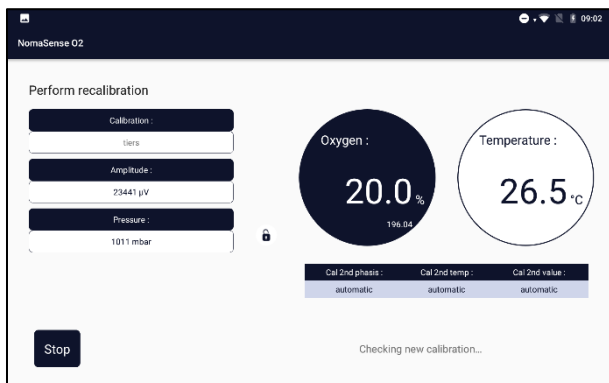 09:02
NomaSense O2
Perform recalibration
Calibration :
tiers
Amplitude :
23441 µV
Pressure :
1011 mbar
Oxygen :
20.0 %
196.04
Temperature :
26.5 °C
Cal 2nd phasis : Cal 2nd temp : Cal 2nd value :
automatic automatic automatic
Stop
Checking new calibration...